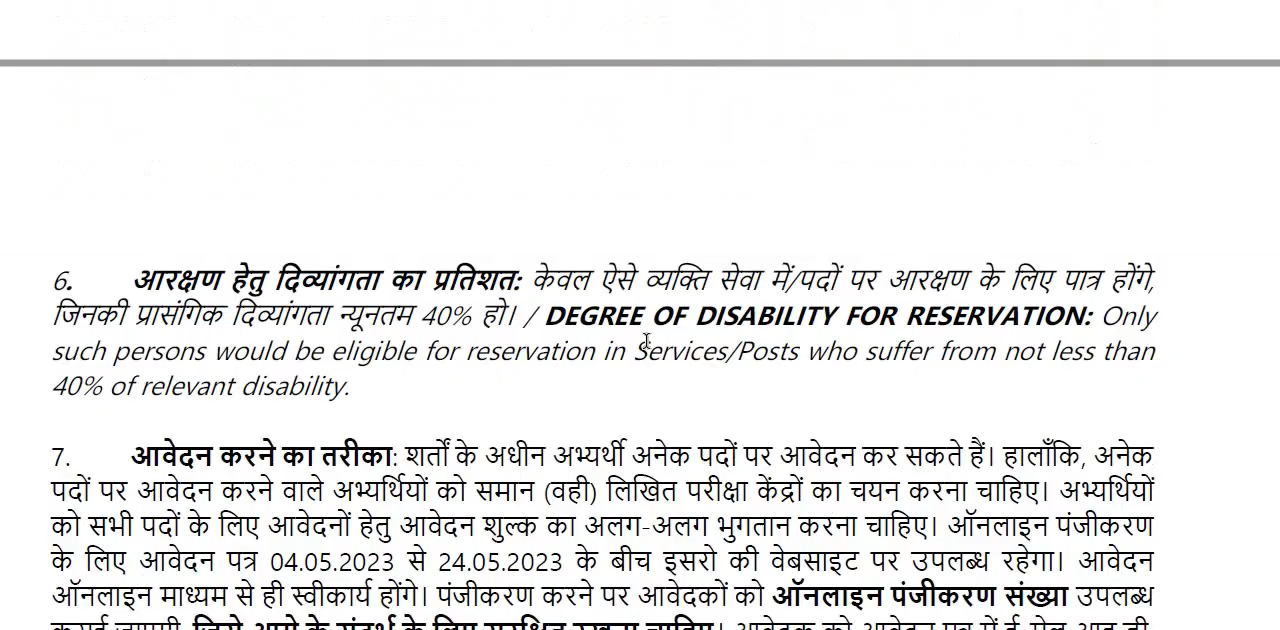 6. आरक्षण हेतु दिव्यांगता का प्रतिशत: केवल ऐसे व्यक्ति सेवा में/पदों पर आरक्षण के लिए पात्र होंगे,
जिनकी प्रासंगिक दिव्यांगता न्यूनतम 40% हो। / DEGREE OF DISABILITY FOR RESERVATION: Only
such persons would be eligible for reservation in Services/Posts who suffer from not less than
40% of relevant disability.
7. आवेदन करने का तरीका: शर्तों के अधीन अभ्यर्थी अनेक पदों पर आवेदन कर सकते हैं। हालाँकि, अनेक
पदों पर आवेदन करने वाले अभ्यर्थियों को समान (वही) लिखित परीक्षा केंद्रों का चयन करना चाहिए। अभ्यर्थियों
को सभी पदों के लिए आवेदनों हेतु आवेदन शुल्क का अलग-अलग भुगतान करना चाहिए। ऑनलाइन पंजीकरण
के लिए आवेदन पत्र 04.05.2023 से 24.05.2023 के बीच इसरो की वेबसाइट पर उपलब्ध रहेगा। आवेदन
ऑनलाइन माध्यम से ही स्वीकार्य होंगे। पंजीकरण करने पर आवेदकों को ऑनलाइन पंजीकरण संख्या उपलब्ध